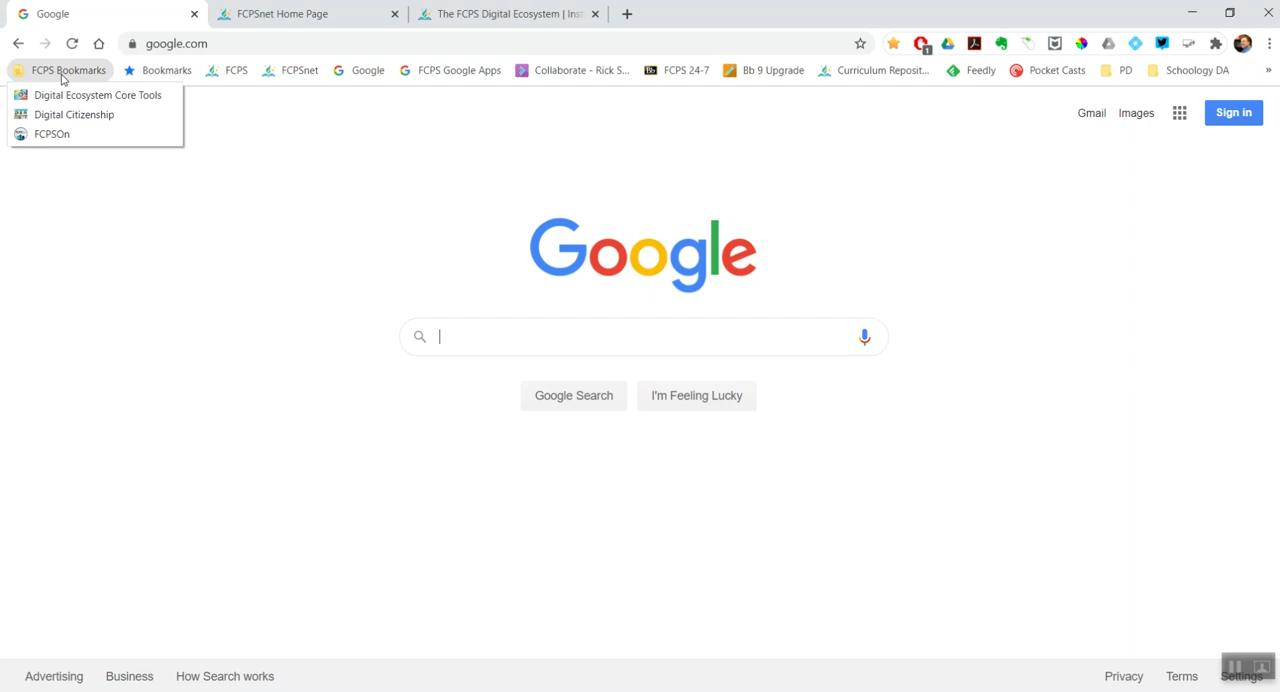 Google
FCPSnet Home Page
The FCPS Digital Ecosystem | Inst
google.com
1
FCPS Bookmarks
Bookmarks
FCPS
FCPSnet
Google
FCPS Google Apps
Collaborate - Rick S...
Bb FCPS 24-7
Bb 9 Upgrade
Curriculum Reposit...
Feedly
Pocket Casts
PD
Schoology DA
»
Digital Ecosystem Core Tools
Digital Citizenship
FCPSOn
Gmail
Images
Sign in
Google
Google Search
I'm Feeling Lucky
Advertising
Business
How Search works
Privacy
Terms
Settings